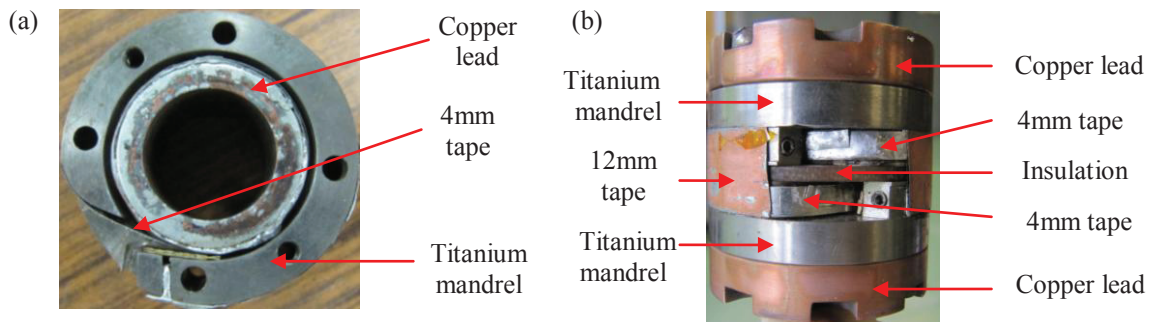 (a)
Copper
lead
4mm
tape
Titanium
mandrel
(b)
Titanium
mandrel
12mm
tape
Titanium
mandrel
Copper lead
4mm tape
Insulation
4mm tape
Copper lead